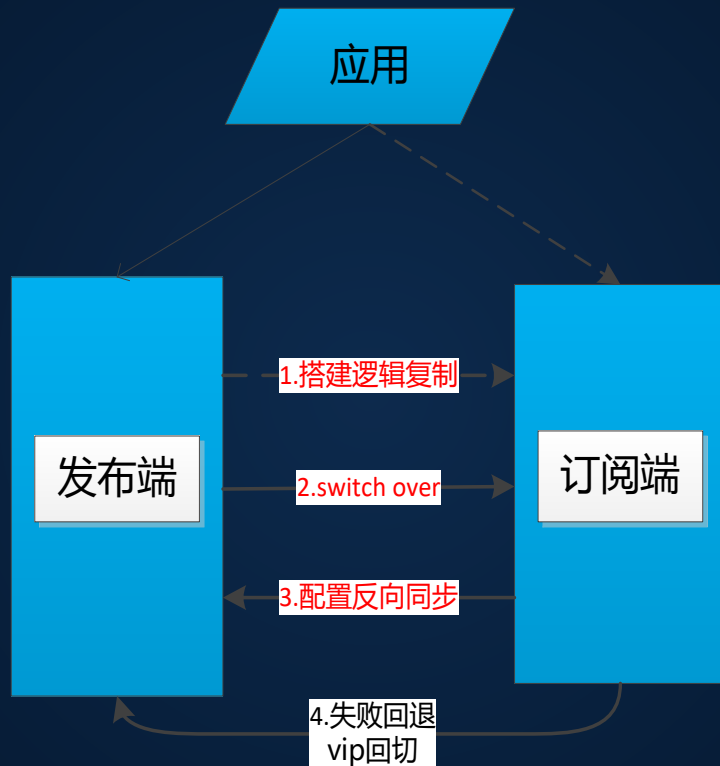 应用
1.搭建逻辑复制
发布端
订阅端
2.switch over
3.配置反向同步
4.失败回退
vip回切